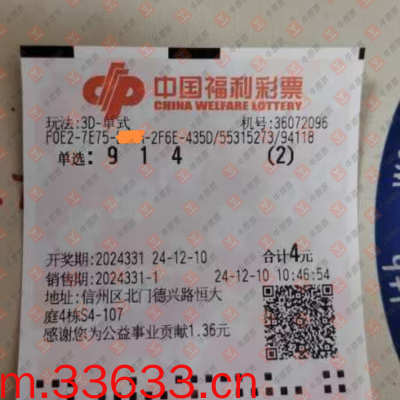 中国福利彩票
CHINA WELFARE LOTTERY
玩法:3D-单式 机号:36072096
F0E2-7E75- -2F6E-435D/55315273/94118
单选: 9 1 4 (2)
开奖期:2024331 24-12-10 合计4元
销售期:2024331-1 24-12-10 10:46:54
地址:信州区北门德兴路恒大
庭4栋S4-107
感谢您为公益事业贡献1.36元
m.33633.cn